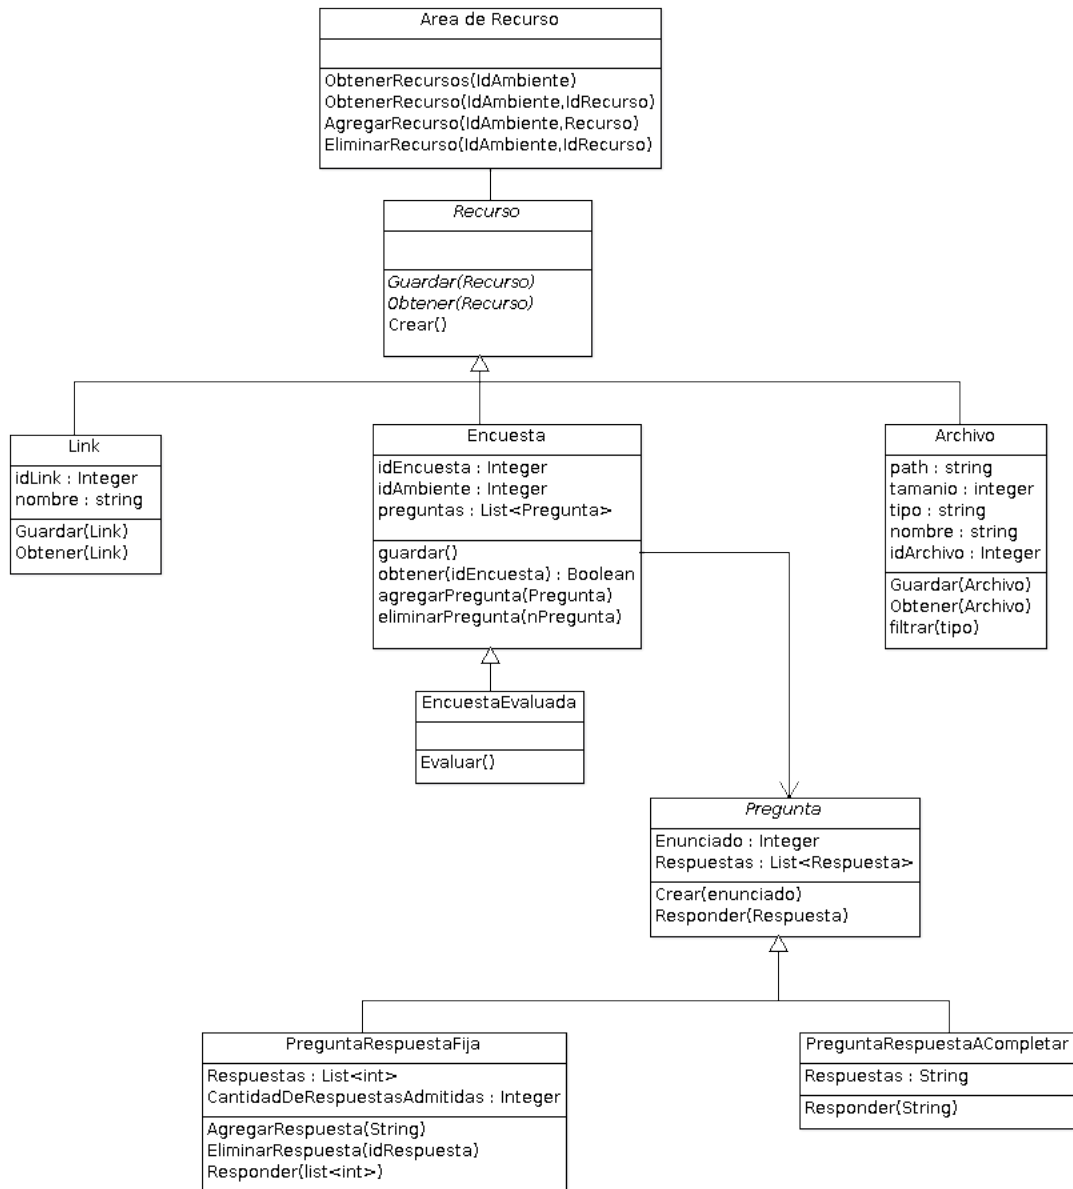 Area de Recurso
ObtenerRecursos(IdAmbiente)
ObtenerRecurso(IdAmbiente,IdRecurso)
AgregarRecurso(IdAmbiente,Recurso)
EliminarRecurso(IdAmbiente,IdRecurso)
Recurso
Guardar(Recurso)
Obtener(Recurso)
Crear()
Link
idLink : Integer
nombre : string
Guardar(Link)
Obtener(Link)
Encuesta
idEncuesta : Integer
idAmbiente : Integer
preguntas : List<Pregunta>
guardar()
obtener(idEncuesta) : Boolean
agregarPregunta(Pregunta)
eliminarPregunta(nPregunta)
Archivo
path : string
tamanio : integer
tipo : string
nombre : string
idArchivo : Integer
Guardar(Archivo)
Obtener(Archivo)
filtrar(tipo)
EncuestaEvaluada
Evaluar()
Pregunta
Enunciado : Integer
Respuestas : List<Respuesta>
Crear(enunciado)
Responder(Respuesta)
PreguntaRespuestaFija
Respuestas : List<int>
CantidadDeRespuestasAdmitidas : Integer
AgregarRespuesta(String)
EliminarRespuesta(idRespuesta)
Responder(list<int>)
PreguntaRespuestaACompletar
Respuestas : String
Responder(String)